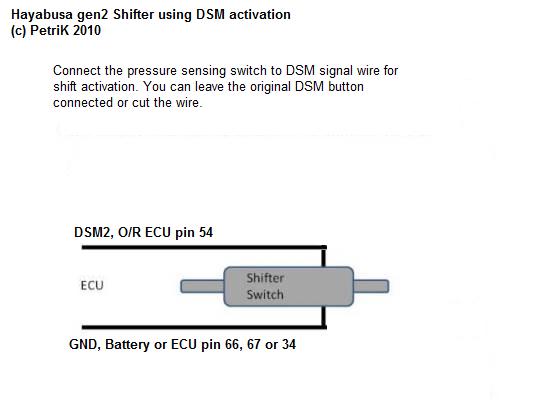 Hayabusa gen2 Shifter using DSM activation
(c) PetriK 2010
Connect the pressure sensing switch to DSM signal wire for
shift activation. You can leave the original DSM button
connected or cut the wire.
DSM2, O/R ECU pin 54
ECU
Shifter
Switch
GND, Battery or ECU pin 66, 67 or 34